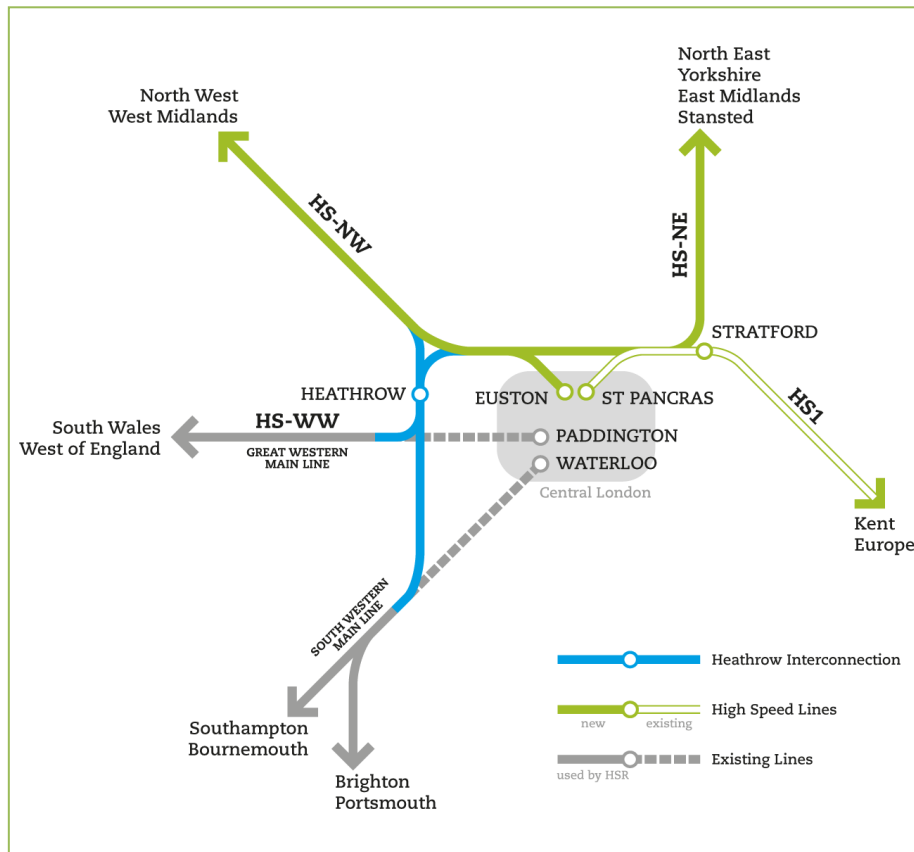 North East
Yorkshire
East Midlands
Stansted
North West
West Midlands
HS-NW
HS-NE
STRATFORD
HEATHROW
EUSTON
ST PANCRAS
HS1
South Wales
West of England
HS-WW
GREAT WESTERN
MAIN LINE
PADDINGTON
WATERLOO
Central London
Kent
Europe
SOUTH WESTERN
MAIN LINE
Southampton
Bournemouth
Brighton
Portsmouth
Heathrow Interconnection
High Speed Lines
new
existing
Existing Lines
used by HSR